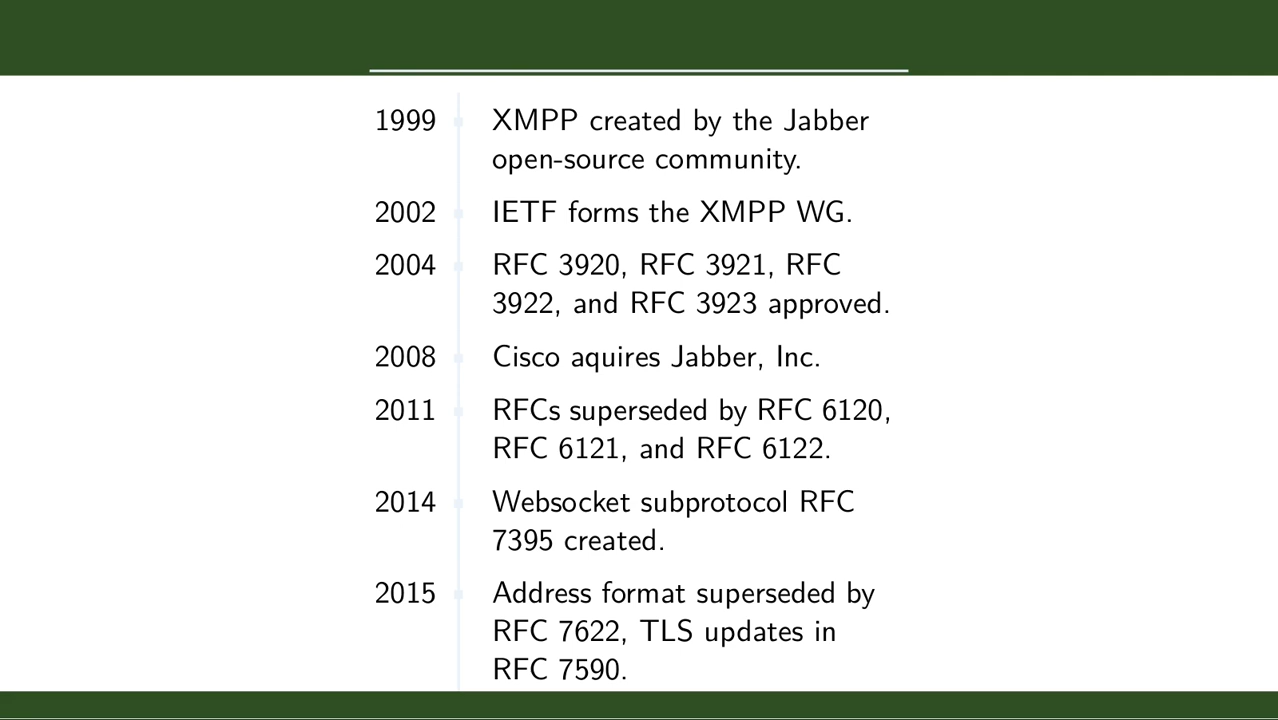 1999 XMPP created by the Jabber
open-source community.
2002 IETF forms the XMPP WG.
2004 RFC 3920, RFC 3921, RFC
3922, and RFC 3923 approved.
2008 Cisco aquires Jabber, Inc.
2011 RFCs superseded by RFC 6120,
RFC 6121, and RFC 6122.
2014 Websocket subprotocol RFC
7395 created.
2015 Address format superseded by
RFC 7622, TLS updates in
RFC 7590.